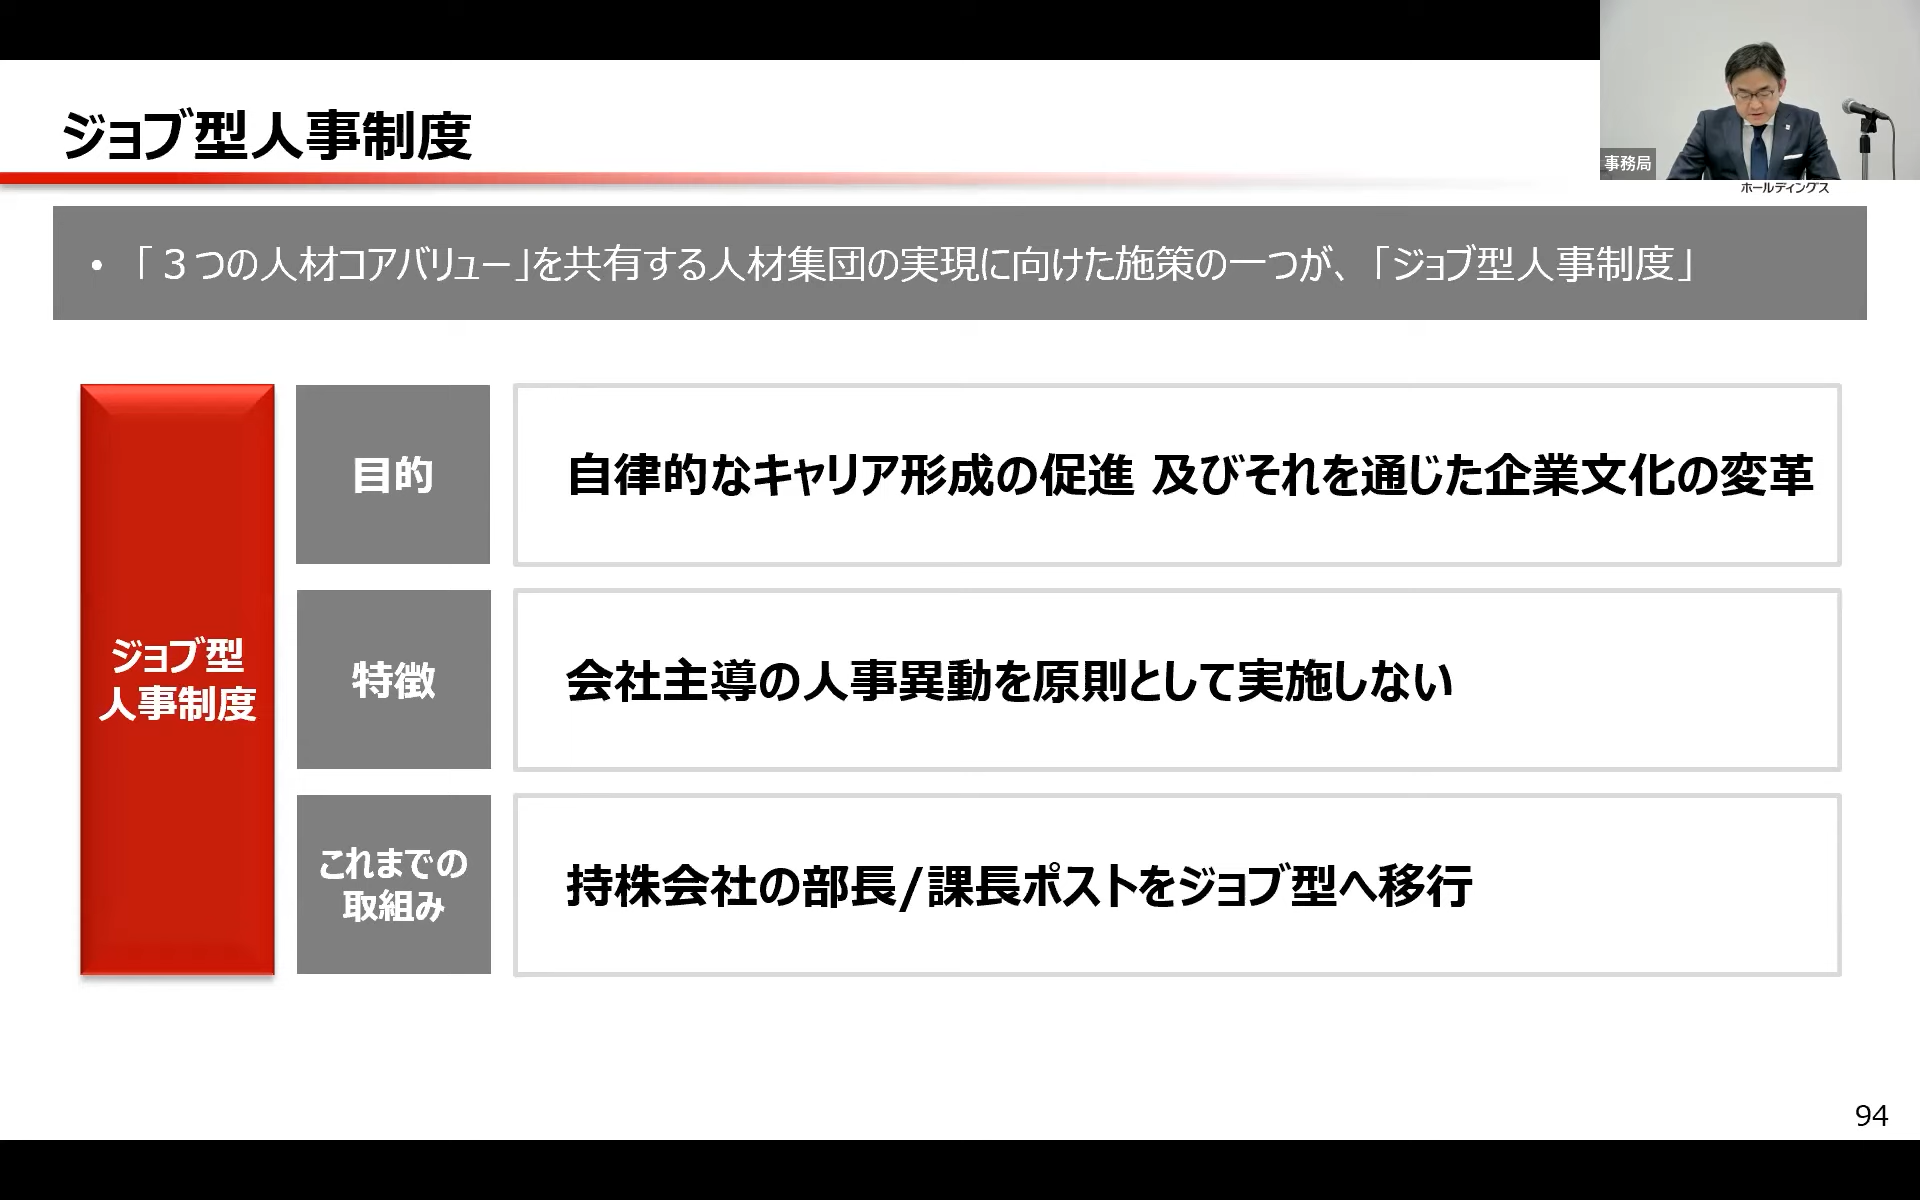 ジョブ型人事制度
事務局
ホールディングス
・「３つの人材コアバリュー」を共有する人材集団の実現に向けた施策の一つが、「ジョブ型人事制度」
ジョブ型
人事制度
目的
自律的なキャリア形成の促進 及びそれを通じた企業文化の変革
特徴
会社主導の人事異動を原則として実施しない
これまでの
取組み
持株会社の部長/課長ポストをジョブ型へ移行
94